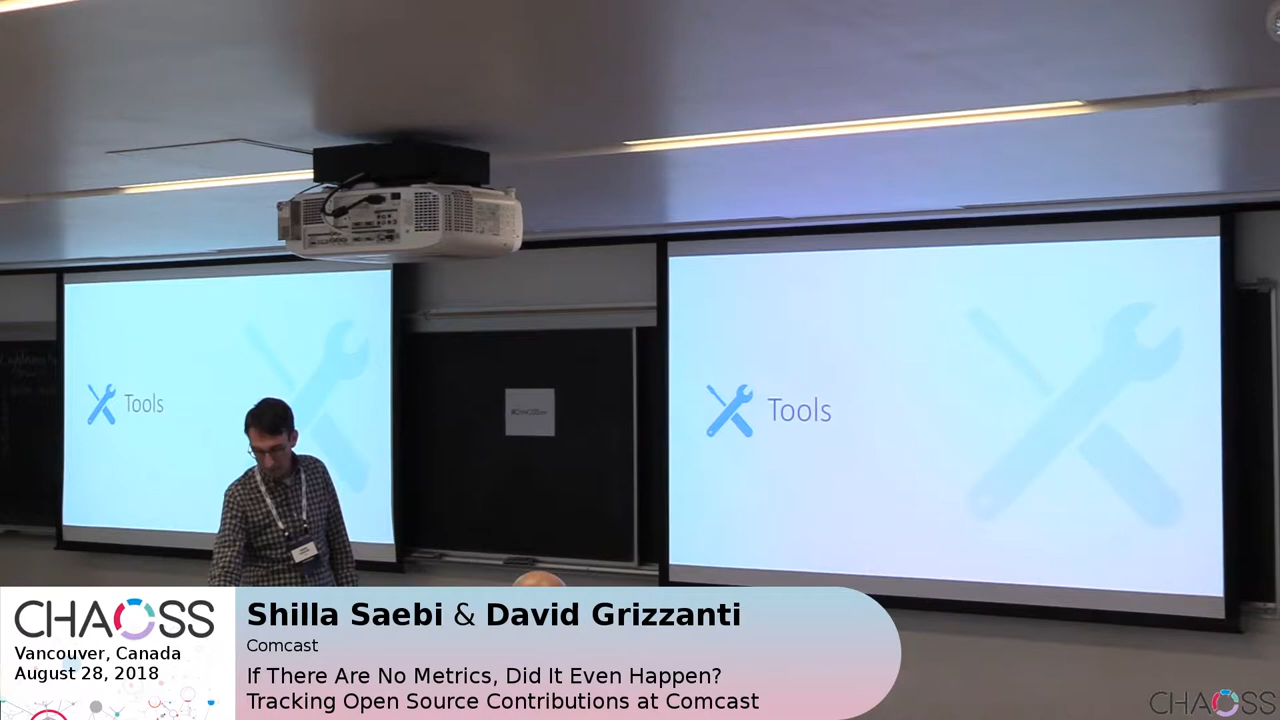 Tools
Tools
CHAOSS
Vancouver, Canada
August 28, 2018
Shilla Saebi & David Grizzanti
Comcast
If There Are No Metrics, Did It Even Happen?
Tracking Open Source Contributions at Comcast
CHAOSS